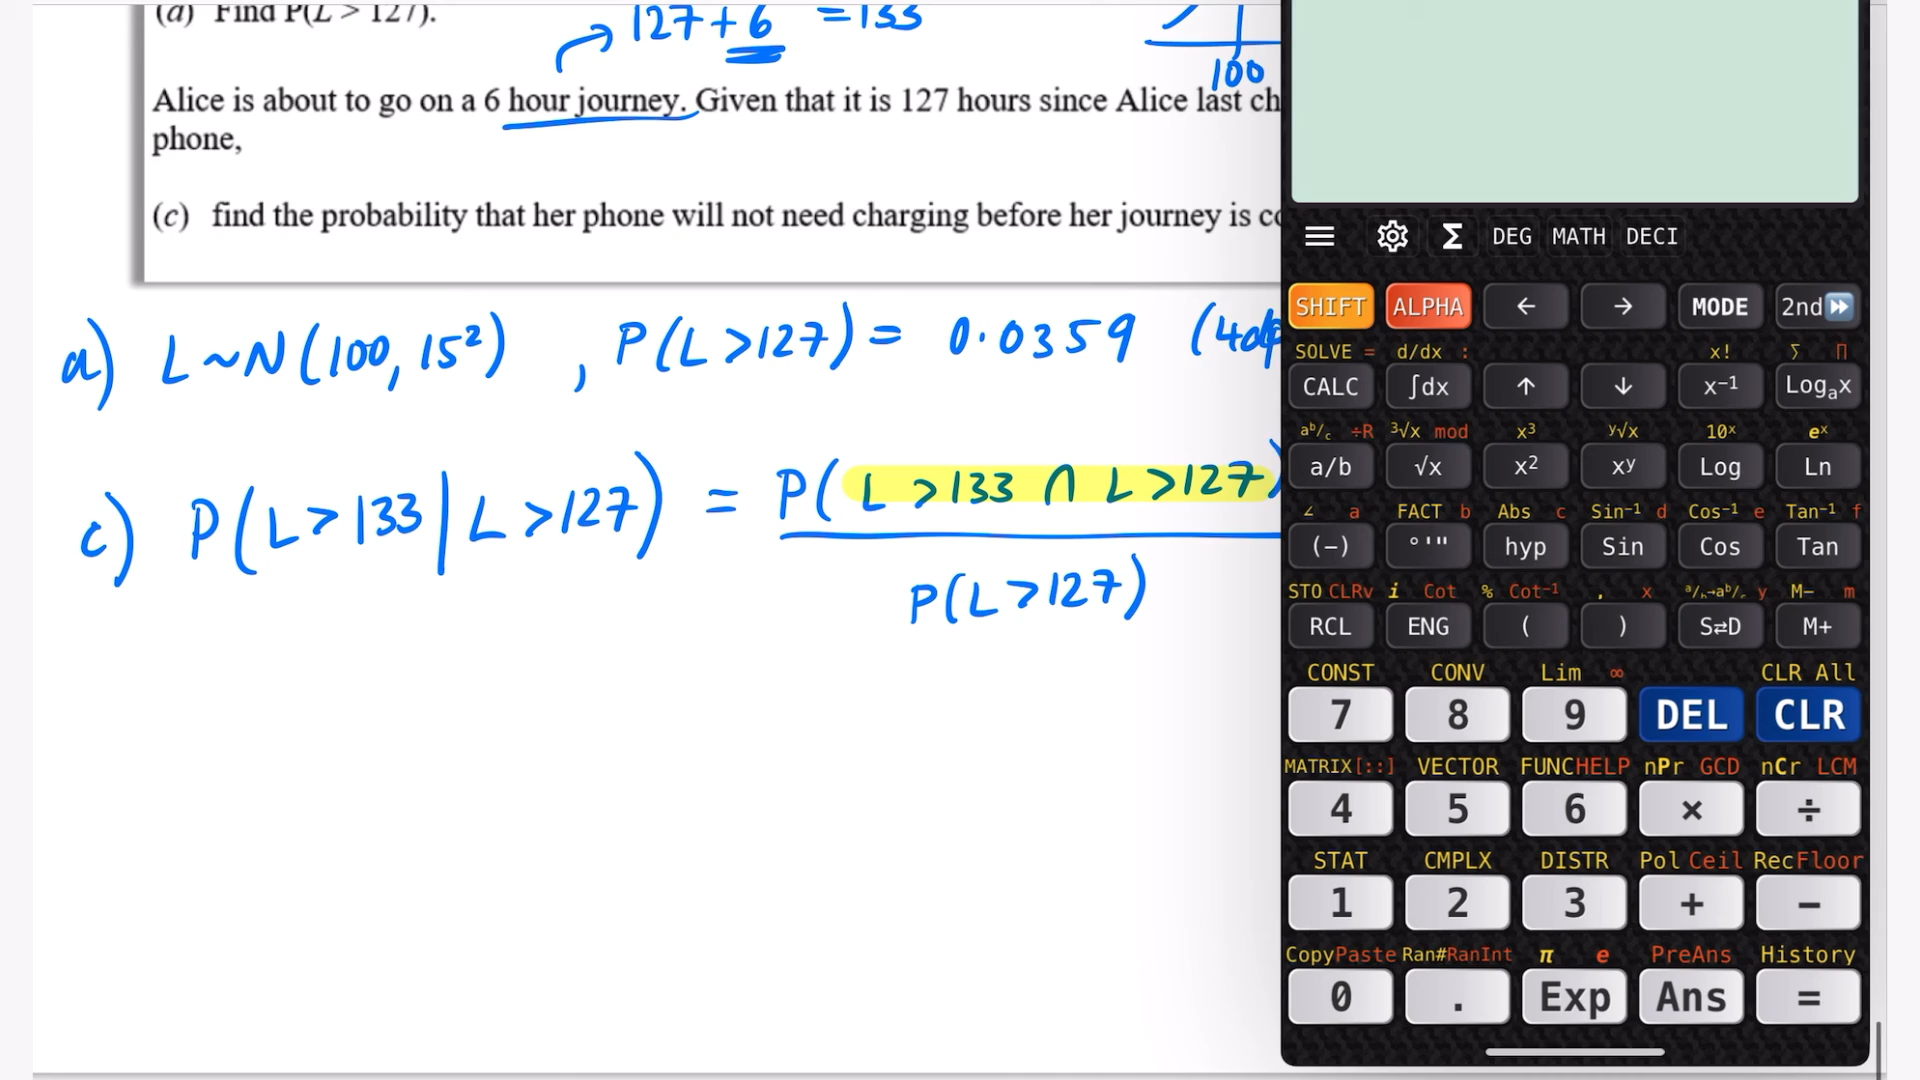 (a) Find P(L > 127).
127 + 6 = 133
100
Alice is about to go on a 6 hour journey. Given that it is 127 hours since Alice last ch
phone,
(c) find the probability that her phone will not need charging before her journey is co
a) L ~ N(100, 15²) , P(L > 127) = 0.0359 (4dp
c) P(L > 133 | L > 127) = P(L > 133 ∩ L > 127)
P(L > 127)
DEG MATH DECI
SHIFT ALPHA ← → MODE 2nd
SOLVE = d/dx : x! ∑ ∏
CALC ∫dx ↑ ↓ x⁻¹ Logₐx
aᵇ/c ÷R ³√x mod x³ ʸ√x 10ˣ eˣ
a/b √x x² xʸ Log Ln
∠ a FACT b Abs c Sin⁻¹ d Cos⁻¹ e Tan⁻¹ f
(−) °'" hyp Sin Cos Tan
STO CLRv i Cot % Cot⁻¹ , x y M− m
RCL ENG ( ) S⇄D M+
CONST CONV Lim ∞ CLR All
7 8 9 DEL CLR
MATRIX[::] VECTOR FUNC HELP nPr GCD nCr LCM
4 5 6 × ÷
STAT CMPLX DISTR Pol Ceil Rec Floor
1 2 3 + −
Copy Paste Ran# RanInt π e PreAns History
0 . Exp Ans =